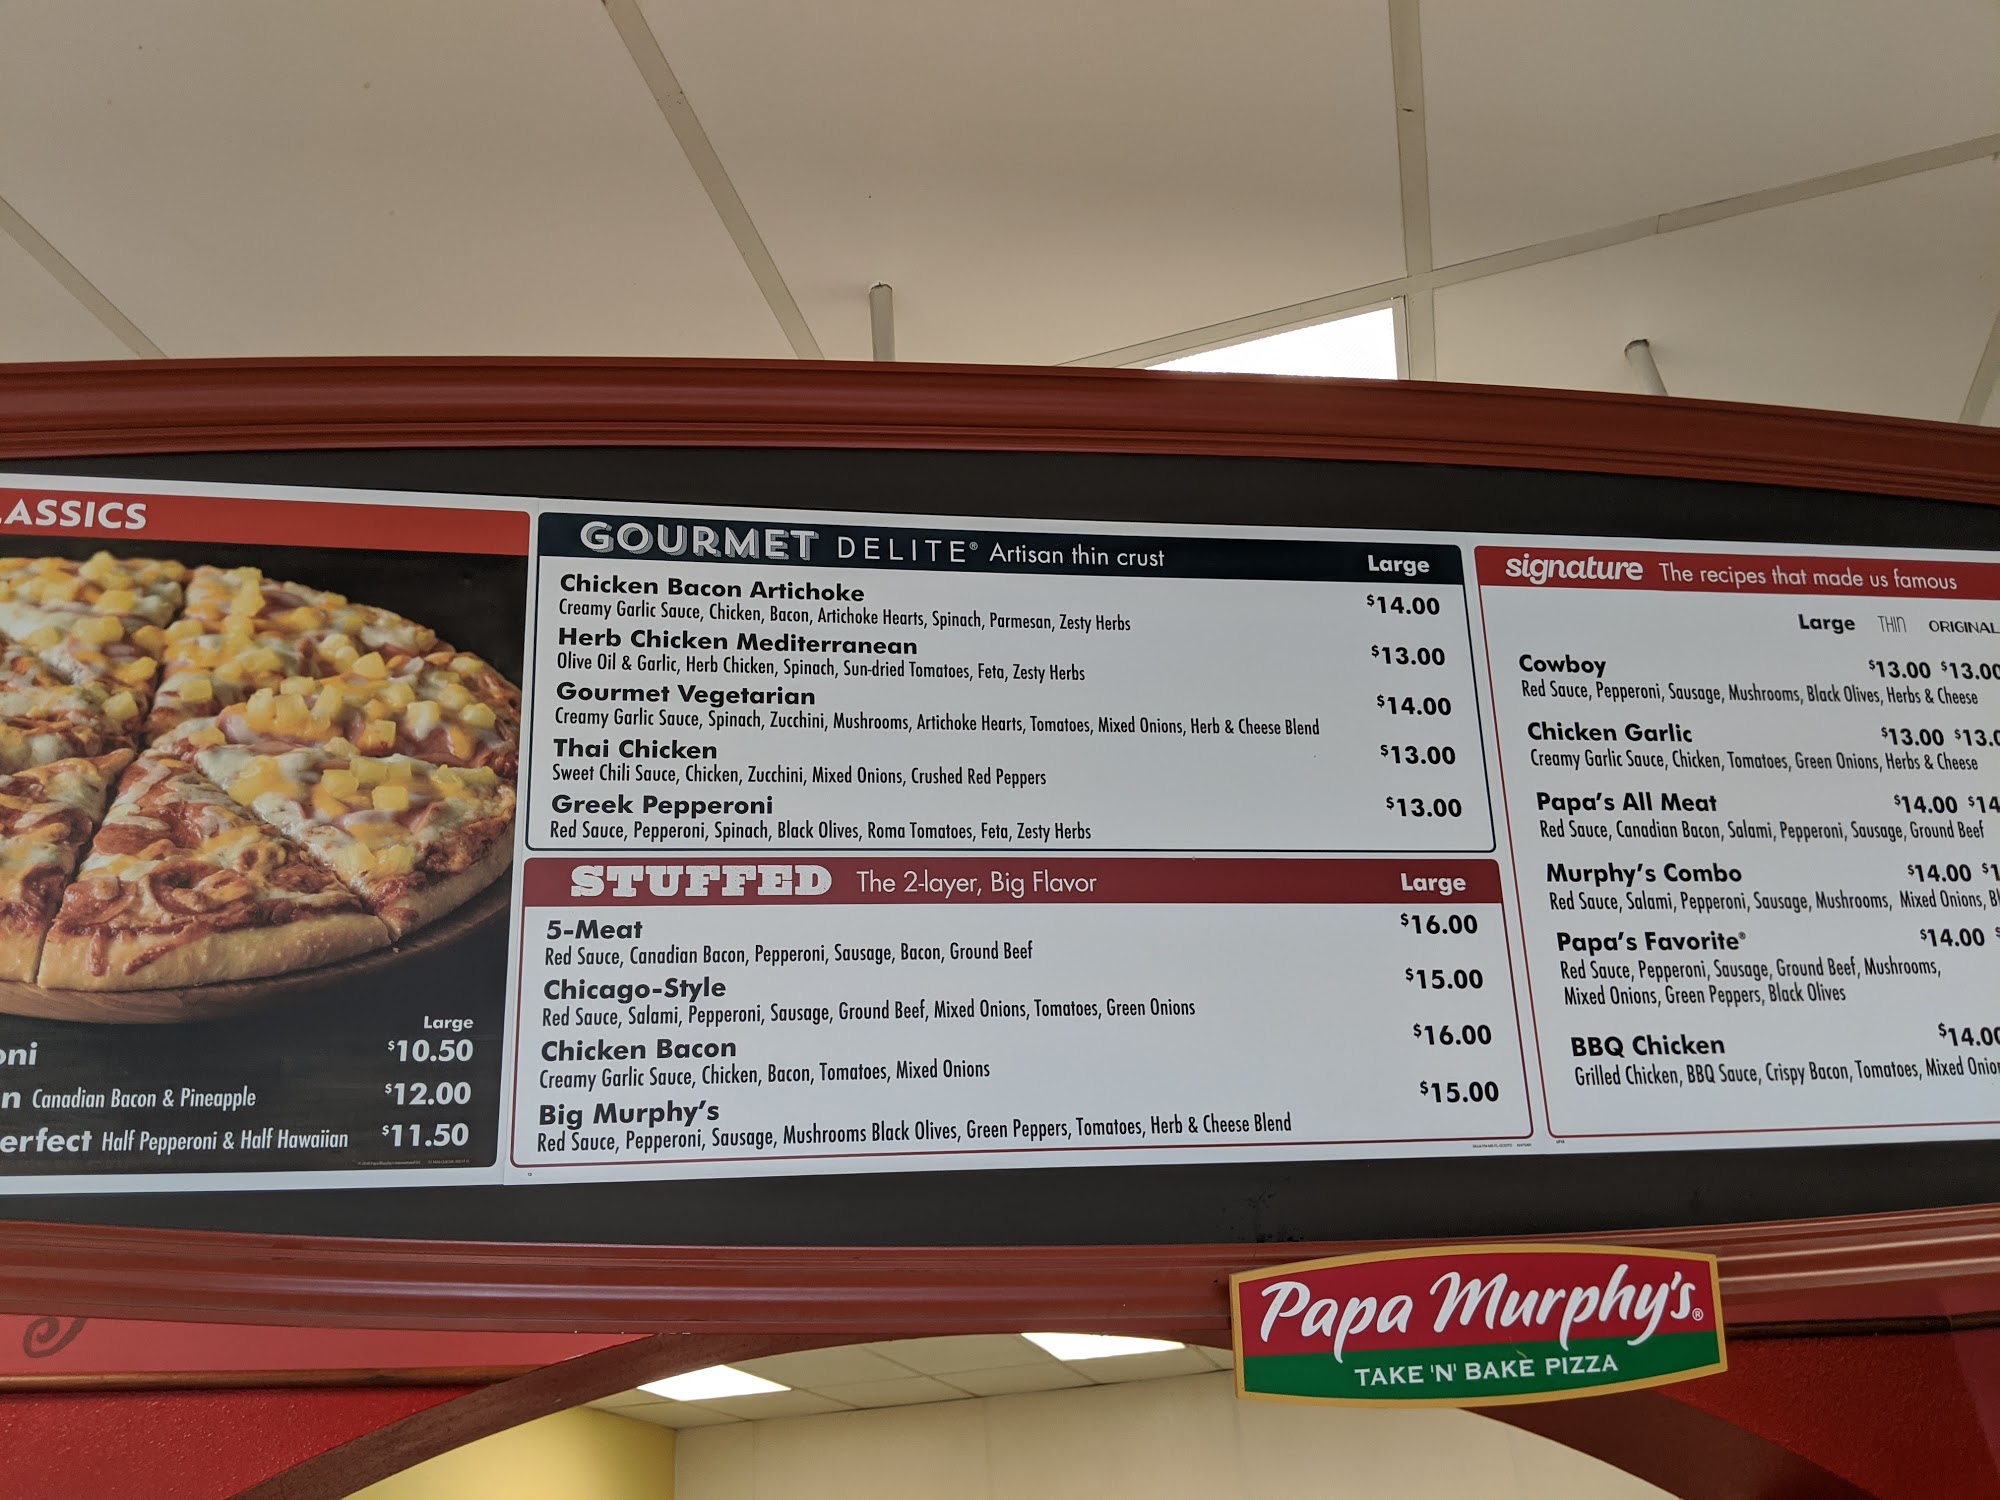 LASSICS
Large
oni $10.50
n Canadian Bacon & Pineapple $12.00
erfect Half Pepperoni & Half Hawaiian $11.50
GOURMET DELITE® Artisan thin crust Large
Chicken Bacon Artichoke $14.00
Creamy Garlic Sauce, Chicken, Bacon, Artichoke Hearts, Spinach, Parmesan, Zesty Herbs
Herb Chicken Mediterranean $13.00
Olive Oil & Garlic, Herb Chicken, Spinach, Sun-dried Tomatoes, Feta, Zesty Herbs
Gourmet Vegetarian $14.00
Creamy Garlic Sauce, Spinach, Zucchini, Mushrooms, Artichoke Hearts, Tomatoes, Mixed Onions, Herb & Cheese Blend
Thai Chicken $13.00
Sweet Chili Sauce, Chicken, Zucchini, Mixed Onions, Crushed Red Peppers
Greek Pepperoni $13.00
Red Sauce, Pepperoni, Spinach, Black Olives, Roma Tomatoes, Feta, Zesty Herbs
STUFFED The 2-layer, Big Flavor Large
5-Meat $16.00
Red Sauce, Canadian Bacon, Pepperoni, Sausage, Bacon, Ground Beef
Chicago-Style $15.00
Red Sauce, Salami, Pepperoni, Sausage, Ground Beef, Mixed Onions, Tomatoes, Green Onions
Chicken Bacon $16.00
Creamy Garlic Sauce, Chicken, Bacon, Tomatoes, Mixed Onions
Big Murphy's $15.00
Red Sauce, Pepperoni, Sausage, Mushrooms Black Olives, Green Peppers, Tomatoes, Herb & Cheese Blend
signature The recipes that made us famous
Large THIN ORIGINAL
Cowboy $13.00 $13.00
Red Sauce, Pepperoni, Sausage, Mushrooms, Black Olives, Herbs & Cheese
Chicken Garlic $13.00 $13.0
Creamy Garlic Sauce, Chicken, Tomatoes, Green Onions, Herbs & Cheese
Papa's All Meat $14.00 $14
Red Sauce, Canadian Bacon, Salami, Pepperoni, Sausage, Ground Beef
Murphy's Combo $14.00 $1
Red Sauce, Salami, Pepperoni, Sausage, Mushrooms, Mixed Onions, Bl
Papa's Favorite® $14.00 $
Red Sauce, Pepperoni, Sausage, Ground Beef, Mushrooms,
Mixed Onions, Green Peppers, Black Olives
BBQ Chicken $14.00
Grilled Chicken, BBQ Sauce, Crispy Bacon, Tomatoes, Mixed Onion
Papa Murphy's®
TAKE 'N' BAKE PIZZA